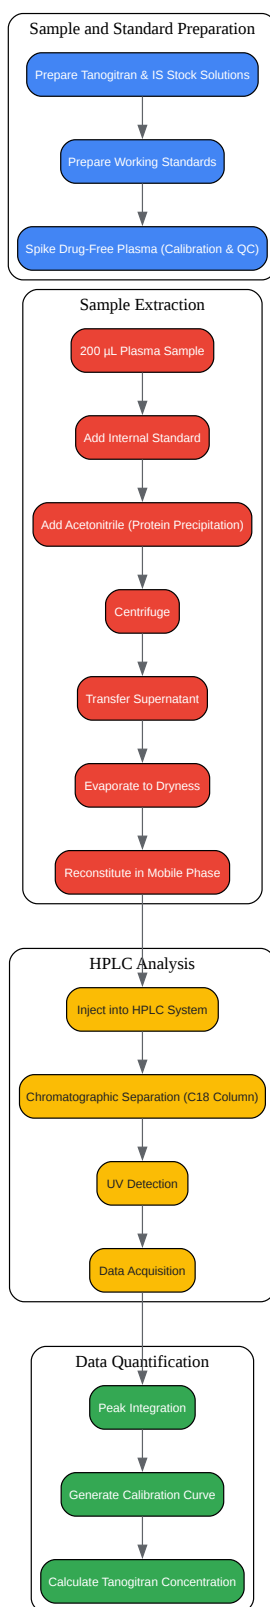 Sample and Standard Preparation
Prepare Tanogitran & IS Stock Solutions
Prepare Working Standards
Spike Drug-Free Plasma (Calibration & QC)
Sample Extraction
200 µL Plasma Sample
Add Internal Standard
Add Acetonitrile (Protein Precipitation)
Centrifuge
Transfer Supernatant
Evaporate to Dryness
Reconstitute in Mobile Phase
HPLC Analysis
Inject into HPLC System
Chromatographic Separation (C18 Column)
UV Detection
Data Acquisition
Data Quantification
Peak Integration
Generate Calibration Curve
Calculate Tanogitran Concentration